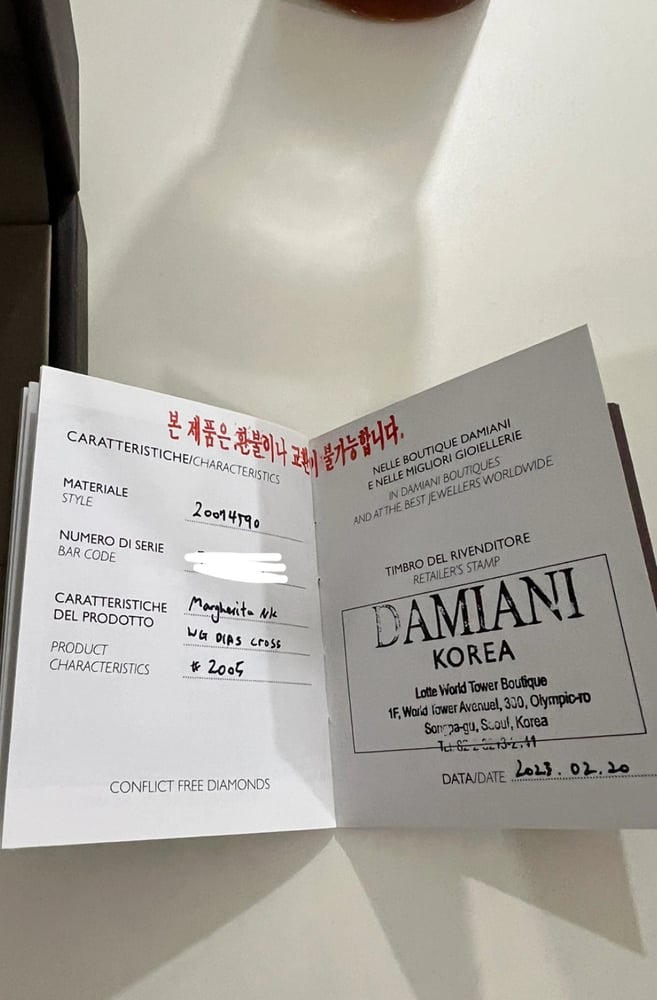 본 제품은 환불이나 교환이 불가능합니다.
CARATTERISTICHE/CHARACTERISTICS
MATERIALE
STYLE
20094590
NUMERO DI SERIE
BAR CODE
CARATTERISTICHE
DEL PRODOTTO
PRODUCT
CHARACTERISTICS
Margherita NK
WG DIAS CROSS
# 2005
CONFLICT FREE DIAMONDS
NELLE BOUTIQUE DAMIANI
E NELLE MIGLIORI GIOIELLERIE
IN DAMIANI BOUTIQUES
AND AT THE BEST JEWELLERS WORLDWIDE
TIMBRO DEL RIVENDITORE
RETAILER'S STAMP
DAMIANI
KOREA
Lotte World Tower Boutique
1F, World Tower Avenuel, 300, Olympic-ro
Songpa-gu, Seoul, Korea
DATA/DATE 2023.02.20